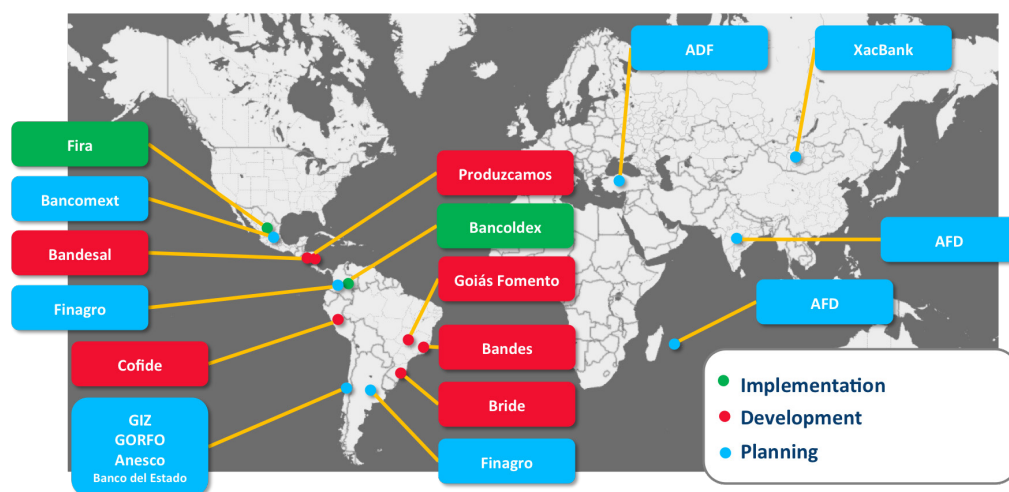 ADF
XacBank
Fira
Bancomext
Bandesal
Finagro
Cofide
GIZ
GORFO
Anesco
Banco del Estado
Produzcamos
Bancoldex
Goiás Fomento
Bandes
Bride
Finagro
AFD
AFD
Implementation
Development
Planning